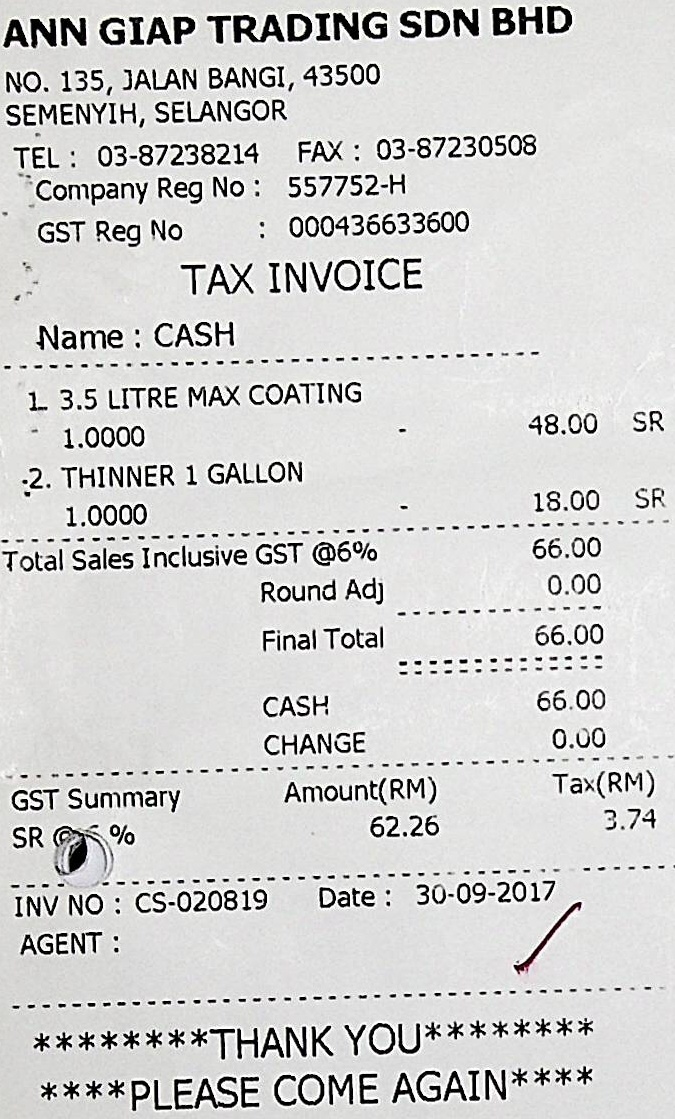 ANN GIAP TRADING SDN BHD
NO. 135, JALAN BANGI, 43500
SEMENYIH, SELANGOR
TEL : 03-87238214 FAX : 03-87230508
Company Reg No : 557752-H
GST Reg No : 000436633600
TAX INVOICE
Name : CASH
1. 3.5 LITRE MAX COATING
1.0000 - 48.00 SR
2. THINNER 1 GALLON
1.0000 - 18.00 SR
Total Sales Inclusive GST @6% 66.00
Round Adj 0.00
Final Total 66.00
CASH 66.00
CHANGE 0.00
GST Summary Amount(RM) Tax(RM)
SR @ % 62.26 3.74
INV NO : CS-020819 Date : 30-09-2017
AGENT :
********THANK YOU********
****PLEASE COME AGAIN****